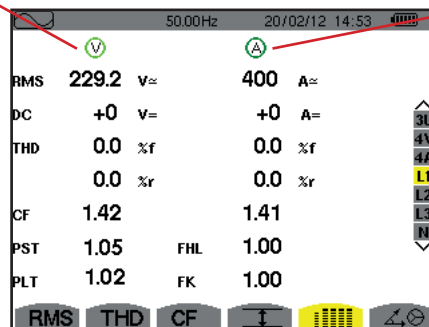 50.00Hz 20/02/12 14:53
V A
RMS 229.2 V≃ 400 A≃
DC +0 V= +0 A=
THD 0.0 %f 0.0 %f
0.0 %r 0.0 %r
CF 1.42 1.41
PST 1.05 FHL 1.00
PLT 1.02 FK 1.00
3U
4V
4A
L1
L2
L3
N
RMS THD CF